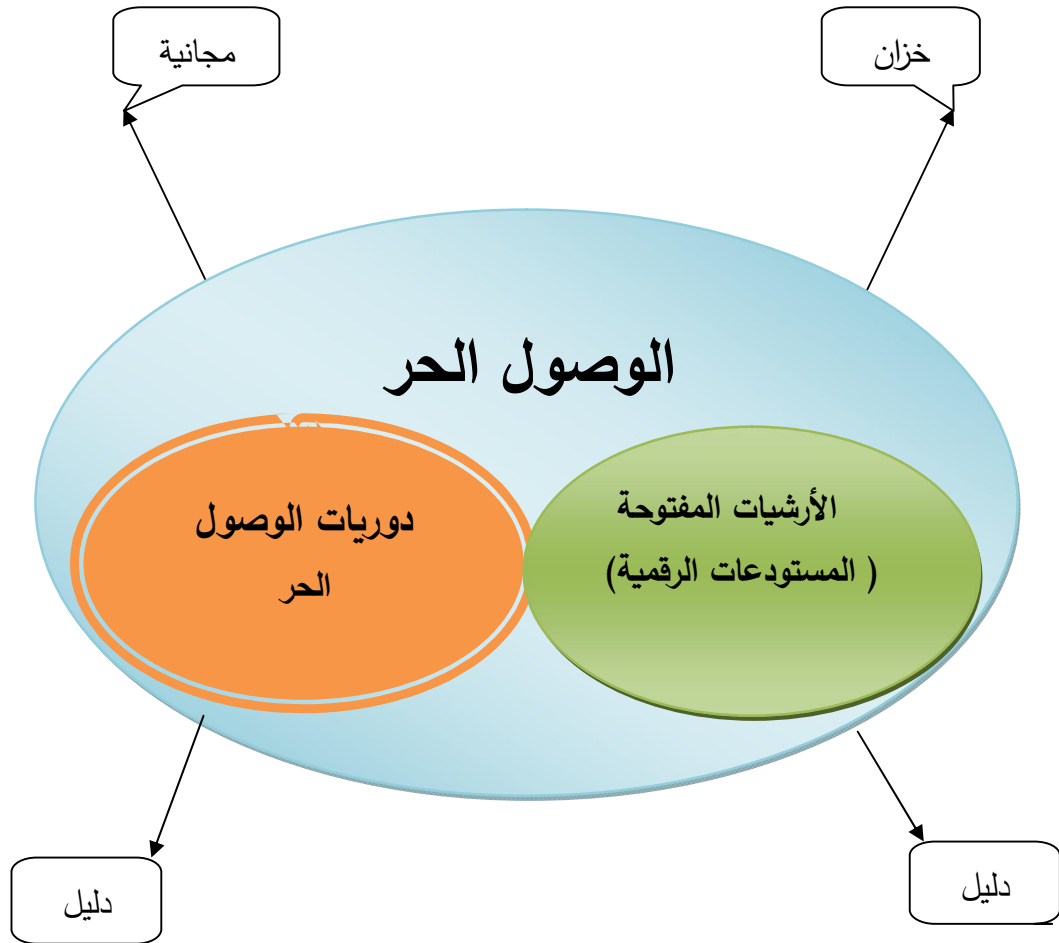 خزان
مجانية
الوصول الحر
الأرشيات المفتوحة
( المستودعات الرقمية)
دوريات الوصول
الحر
دليل
دليل